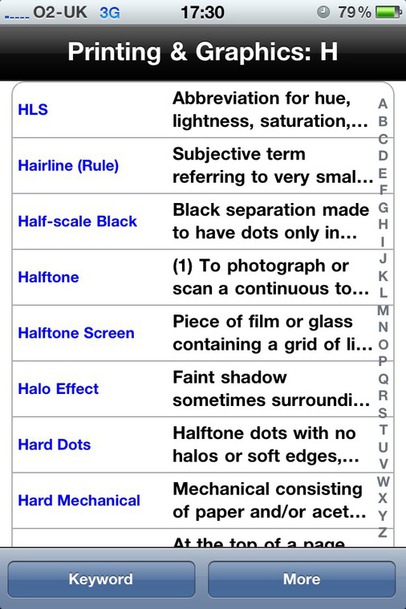 O2-UK 3G 17:30 79%
Printing & Graphics: H
HLS
Abbreviation for hue,
lightness, saturation,...
Hairline (Rule)
Subjective term
referring to very smal...
Half-scale Black
Black separation made
to have dots only in...
Halftone
(1) To photograph or
scan a continuous to...
Halftone Screen
Piece of film or glass
containing a grid of li...
Halo Effect
Faint shadow
sometimes surroundi...
Hard Dots
Halftone dots with no
halos or soft edges,...
Hard Mechanical
Mechanical consisting
of paper and/or acet...
At the top of a page
A
B
C
D
E
F
G
H
I
J
K
L
M
N
O
P
Q
R
S
T
U
V
W
X
Y
Z
Keyword
More